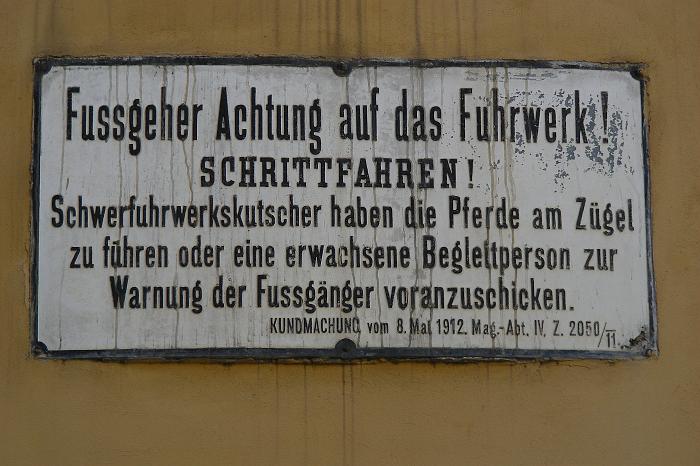 Fussgeher Achtung auf das Fuhrwerk!
SCHRITTFAHREN!
Schwerfuhrwerkskutscher haben die Pferde am Zügel
zu führen oder eine erwachsene Begleitperson zur
Warnung der Fussgänger voranzuschicken.
KUNDMACHUNG vom 8. Mai 1912. Mag.-Abt. IV. Z. 2050/II.